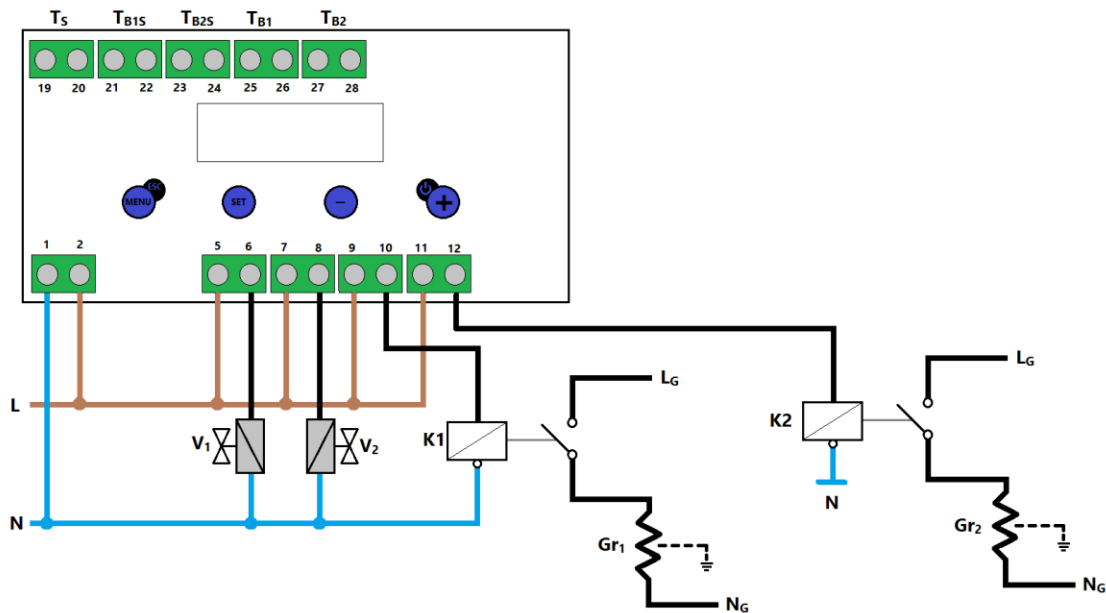 TS TB1S TB2S TB1 TB2
19 20 21 22 23 24 25 26 27 28
MENU ESC SET − ⏻ +
1 2 5 6 7 8 9 10 11 12
L
LG
LG
V1 V2 K1 K2
N
N
Gr1 Gr2
NG
NG